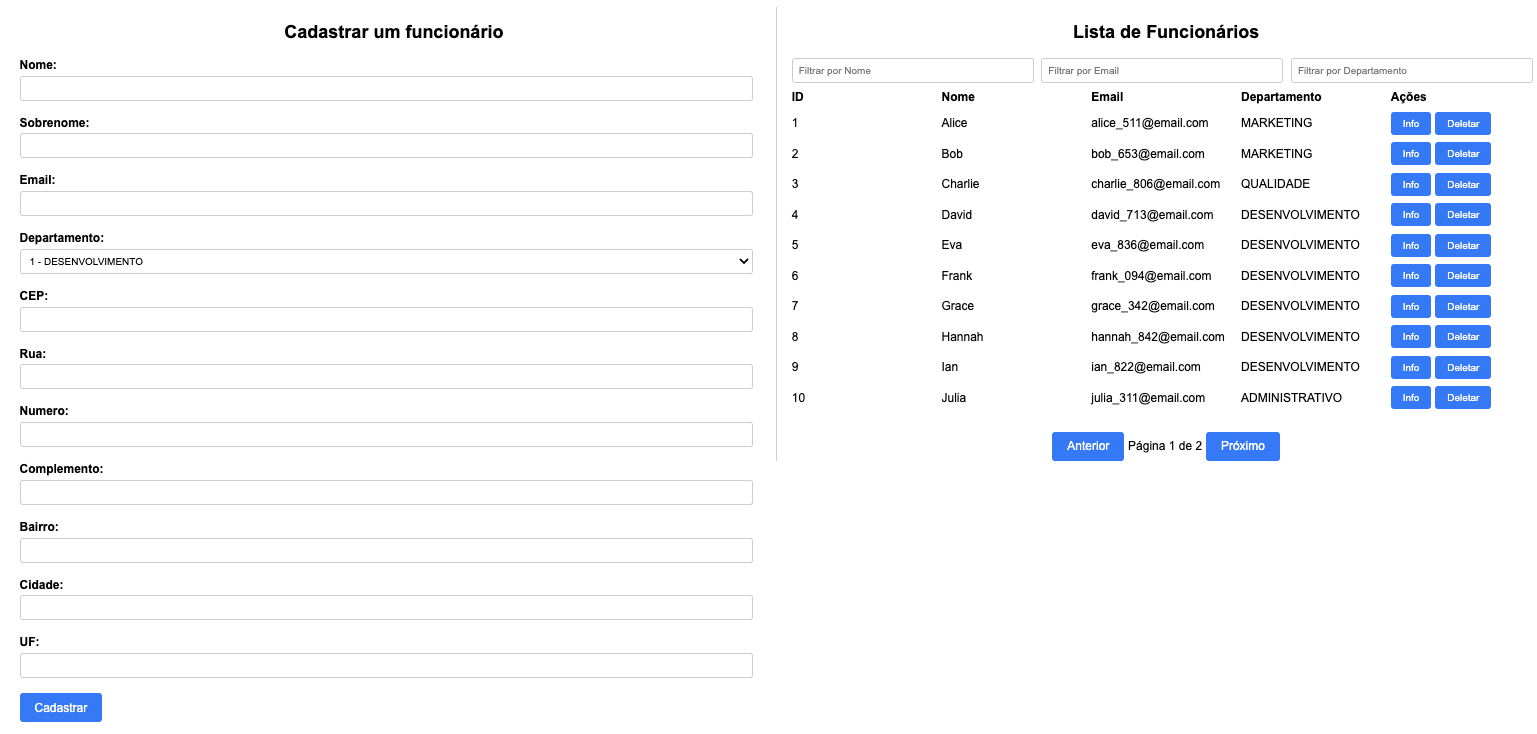 Cadastrar um funcionário
Nome:
Sobrenome:
Email:
Departamento:
1 - DESENVOLVIMENTO
CEP:
Rua:
Numero:
Complemento:
Bairro:
Cidade:
UF:
Cadastrar
Lista de Funcionários
Filtrar por Nome Filtrar por Email Filtrar por Departamento
ID Nome Email Departamento Ações
1 Alice alice_511@email.com MARKETING Info Deletar
2 Bob bob_653@email.com MARKETING Info Deletar
3 Charlie charlie_806@email.com QUALIDADE Info Deletar
4 David david_713@email.com DESENVOLVIMENTO Info Deletar
5 Eva eva_836@email.com DESENVOLVIMENTO Info Deletar
6 Frank frank_094@email.com DESENVOLVIMENTO Info Deletar
7 Grace grace_342@email.com DESENVOLVIMENTO Info Deletar
8 Hannah hannah_842@email.com DESENVOLVIMENTO Info Deletar
9 Ian ian_822@email.com DESENVOLVIMENTO Info Deletar
10 Julia julia_311@email.com ADMINISTRATIVO Info Deletar
Anterior Página 1 de 2 Próximo